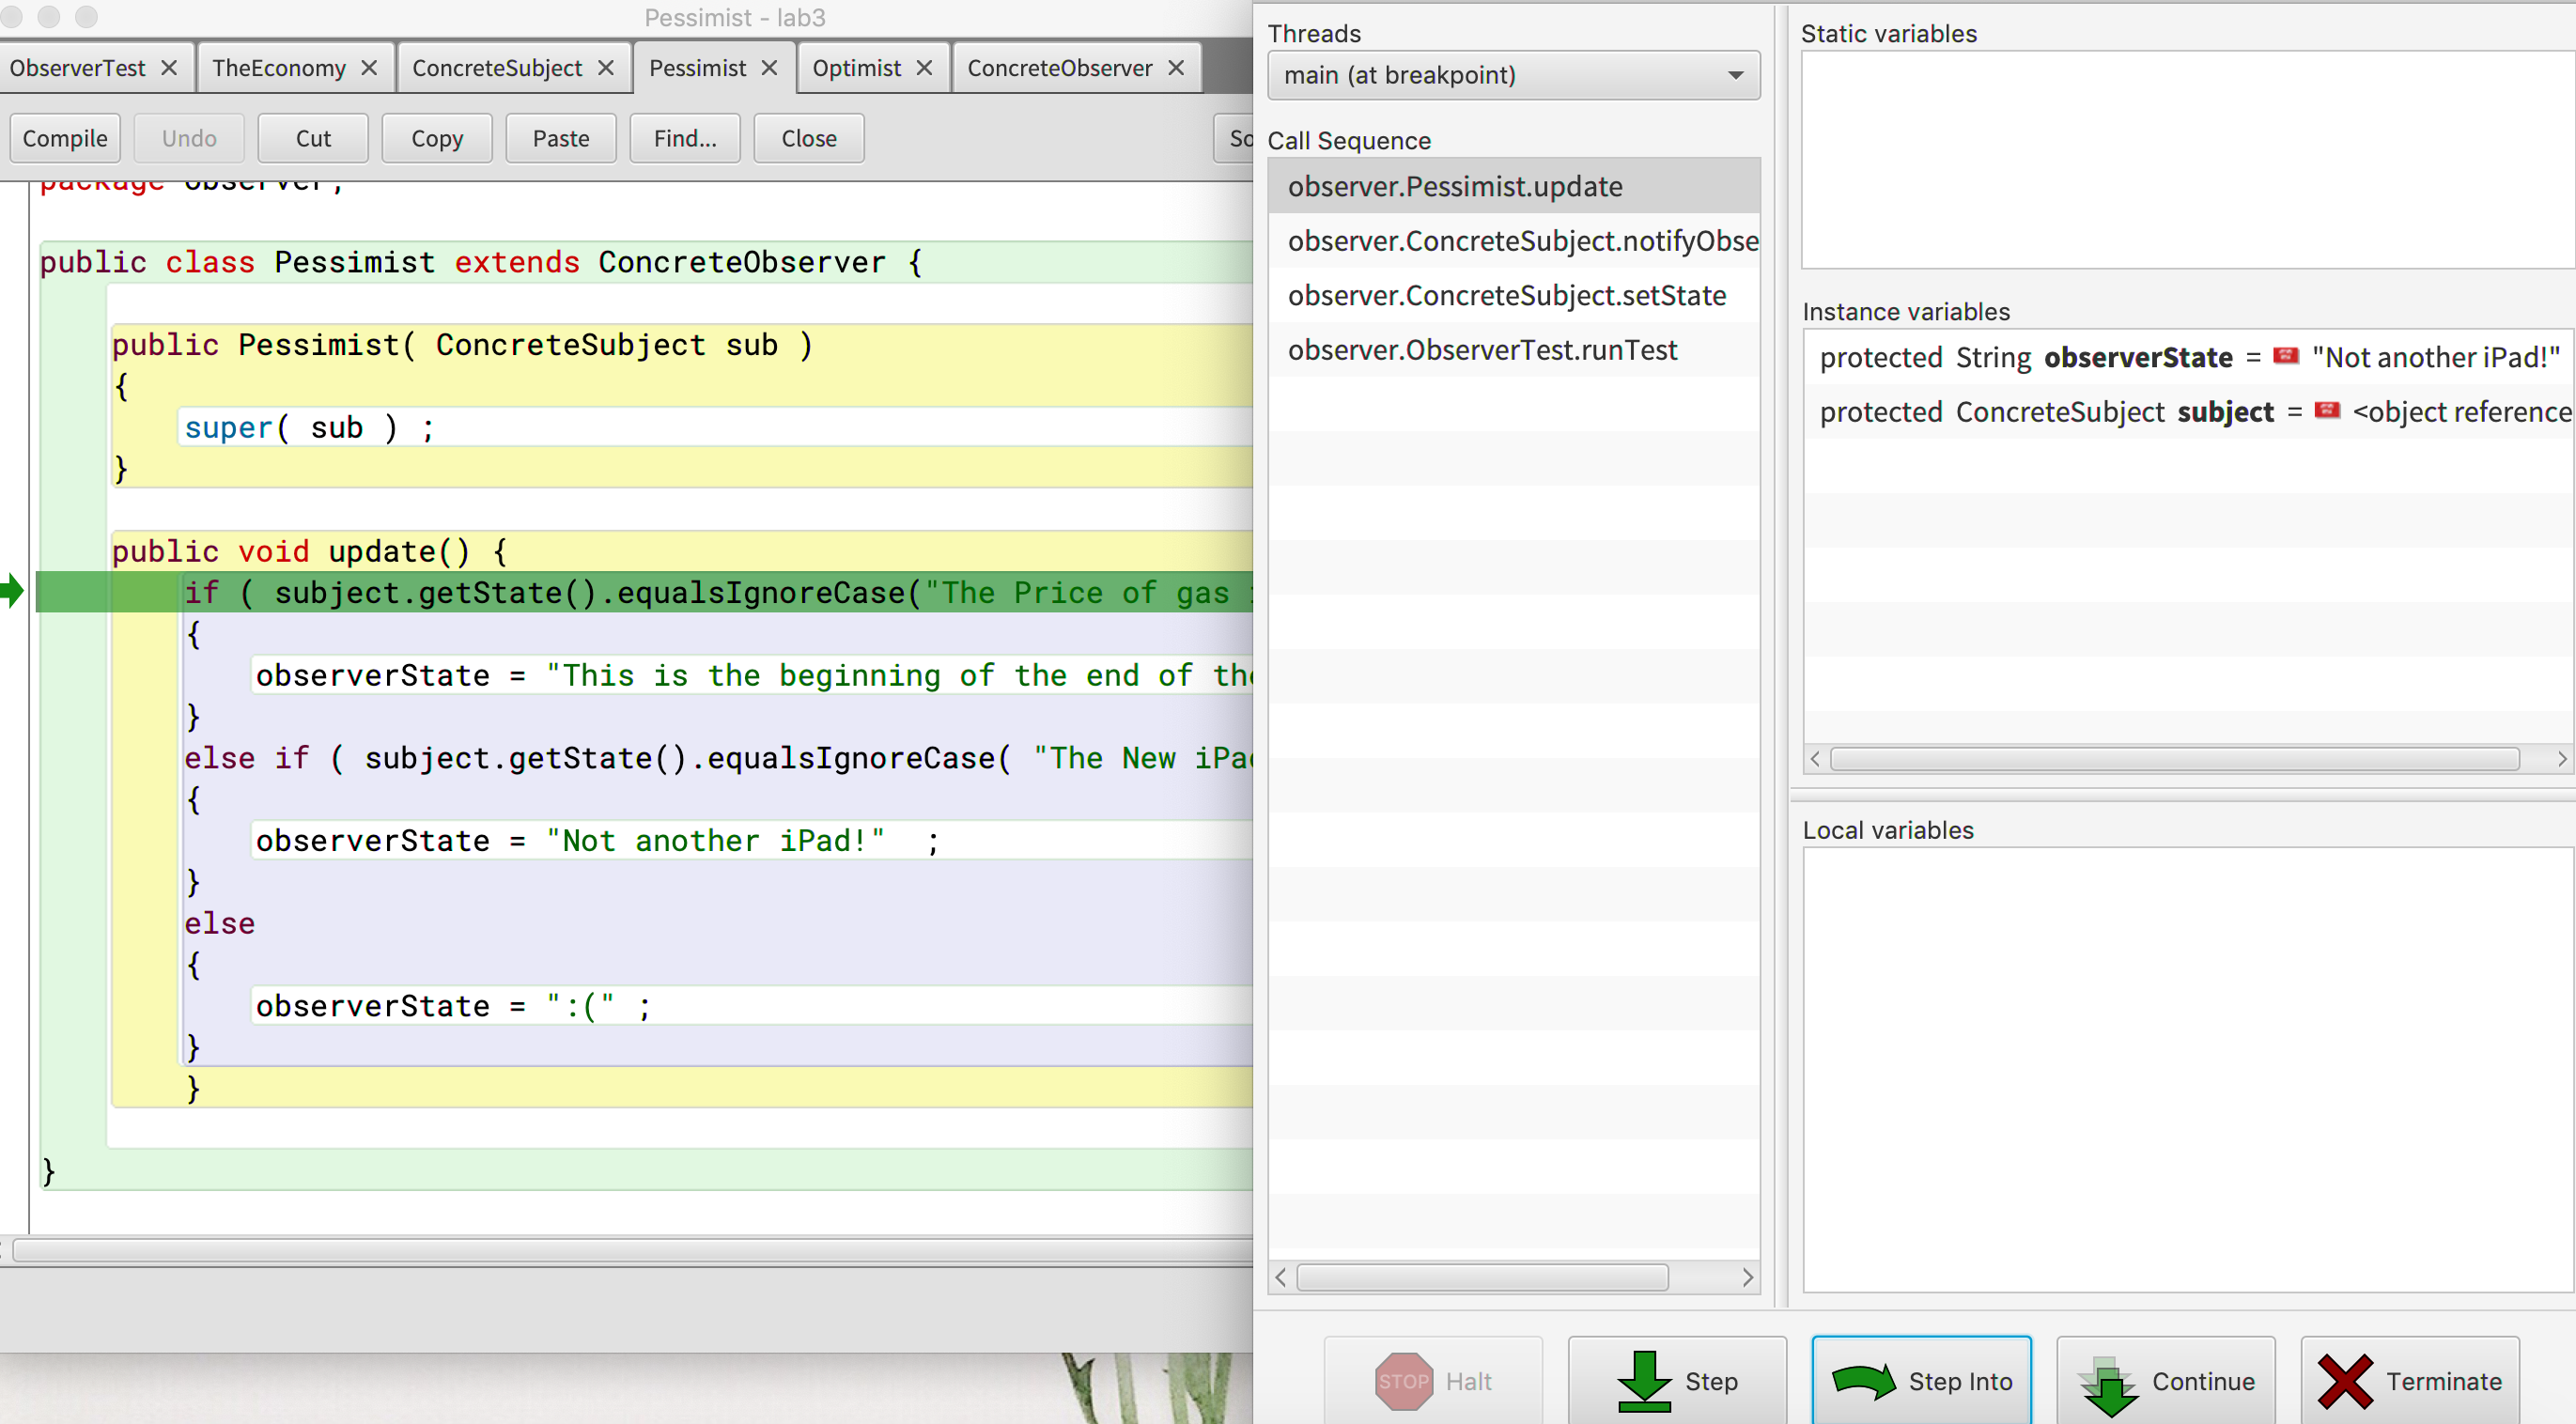 Pessimist - lab3
ObserverTest
TheEconomy
ConcreteSubject
Pessimist
Optimist
ConcreteObserver
Compile
Undo
Cut
Copy
Paste
Find...
Close
So
package observer;
public class Pessimist extends ConcreteObserver {
public Pessimist( ConcreteSubject sub )
{
super( sub ) ;
}
public void update() {
if ( subject.getState().equalsIgnoreCase("The Price of gas
{
observerState = "This is the beginning of the end of the
}
else if ( subject.getState().equalsIgnoreCase( "The New iPad
{
observerState = "Not another iPad!"  ;
}
else
{
observerState = ":(" ;
}
}
}
Threads
main (at breakpoint)
Call Sequence
observer.Pessimist.update
observer.ConcreteSubject.notifyObse
observer.ConcreteSubject.setState
observer.ObserverTest.runTest
Static variables
Instance variables
protected String observerState = "Not another iPad!"
protected ConcreteSubject subject = <object reference
Local variables
STOP Halt
Step
Step Into
Continue
Terminate